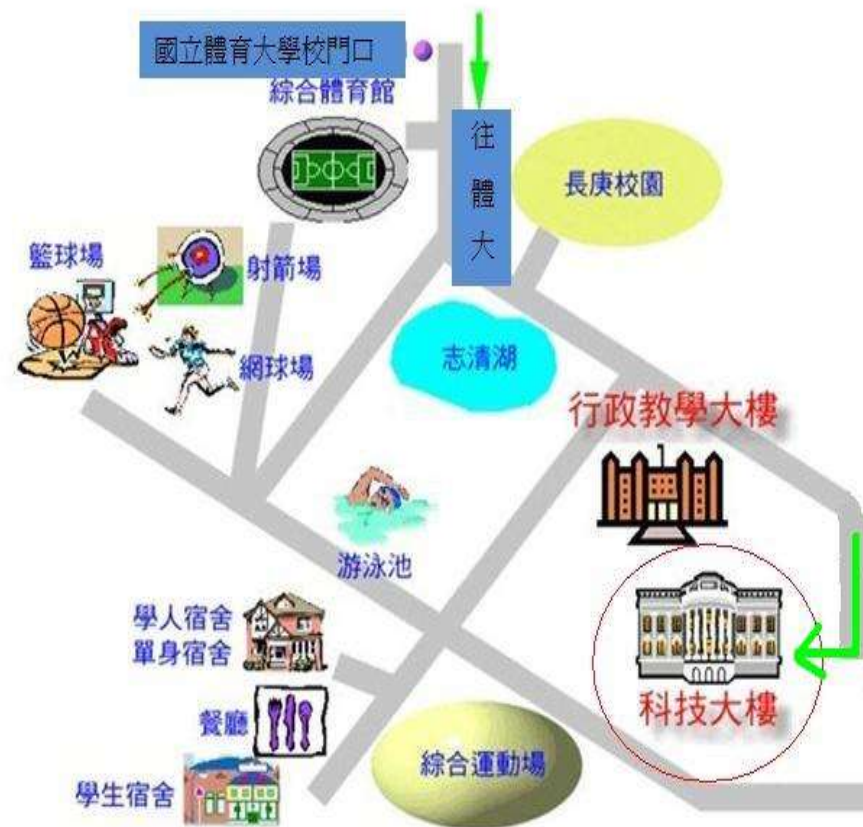 國立體育大學校門口
綜合體育館
往
體
大
長庚校園
籃球場
射箭場
網球場
志清湖
行政教學大樓
游泳池
學人宿舍
單身宿舍
科技大樓
餐廳
綜合運動場
學生宿舍